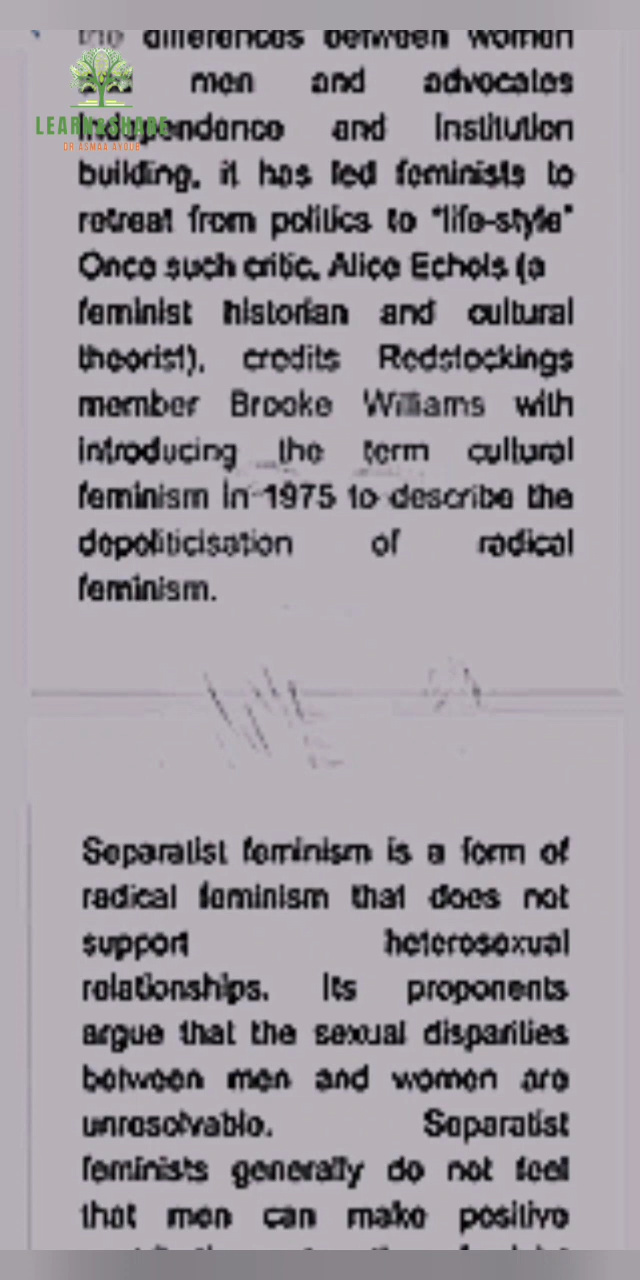 the differences between women
men and advocates
LEARN&SHARE
DR ASMAA AYOUB
independence and institution
building, it has led feminists to
retreat from politics to "life-style"
Once such critic, Alice Echols (a
feminist historian and cultural
theorist), credits Redstockings
member Brooke Williams with
introducing the term cultural
feminism in 1975 to describe the
depoliticisation of radical
feminism.
Separatist feminism is a form of
radical feminism that does not
support heterosexual
relationships. Its proponents
argue that the sexual disparities
between men and women are
unresolvable. Separatist
feminists generally do not feel
that men can make positive